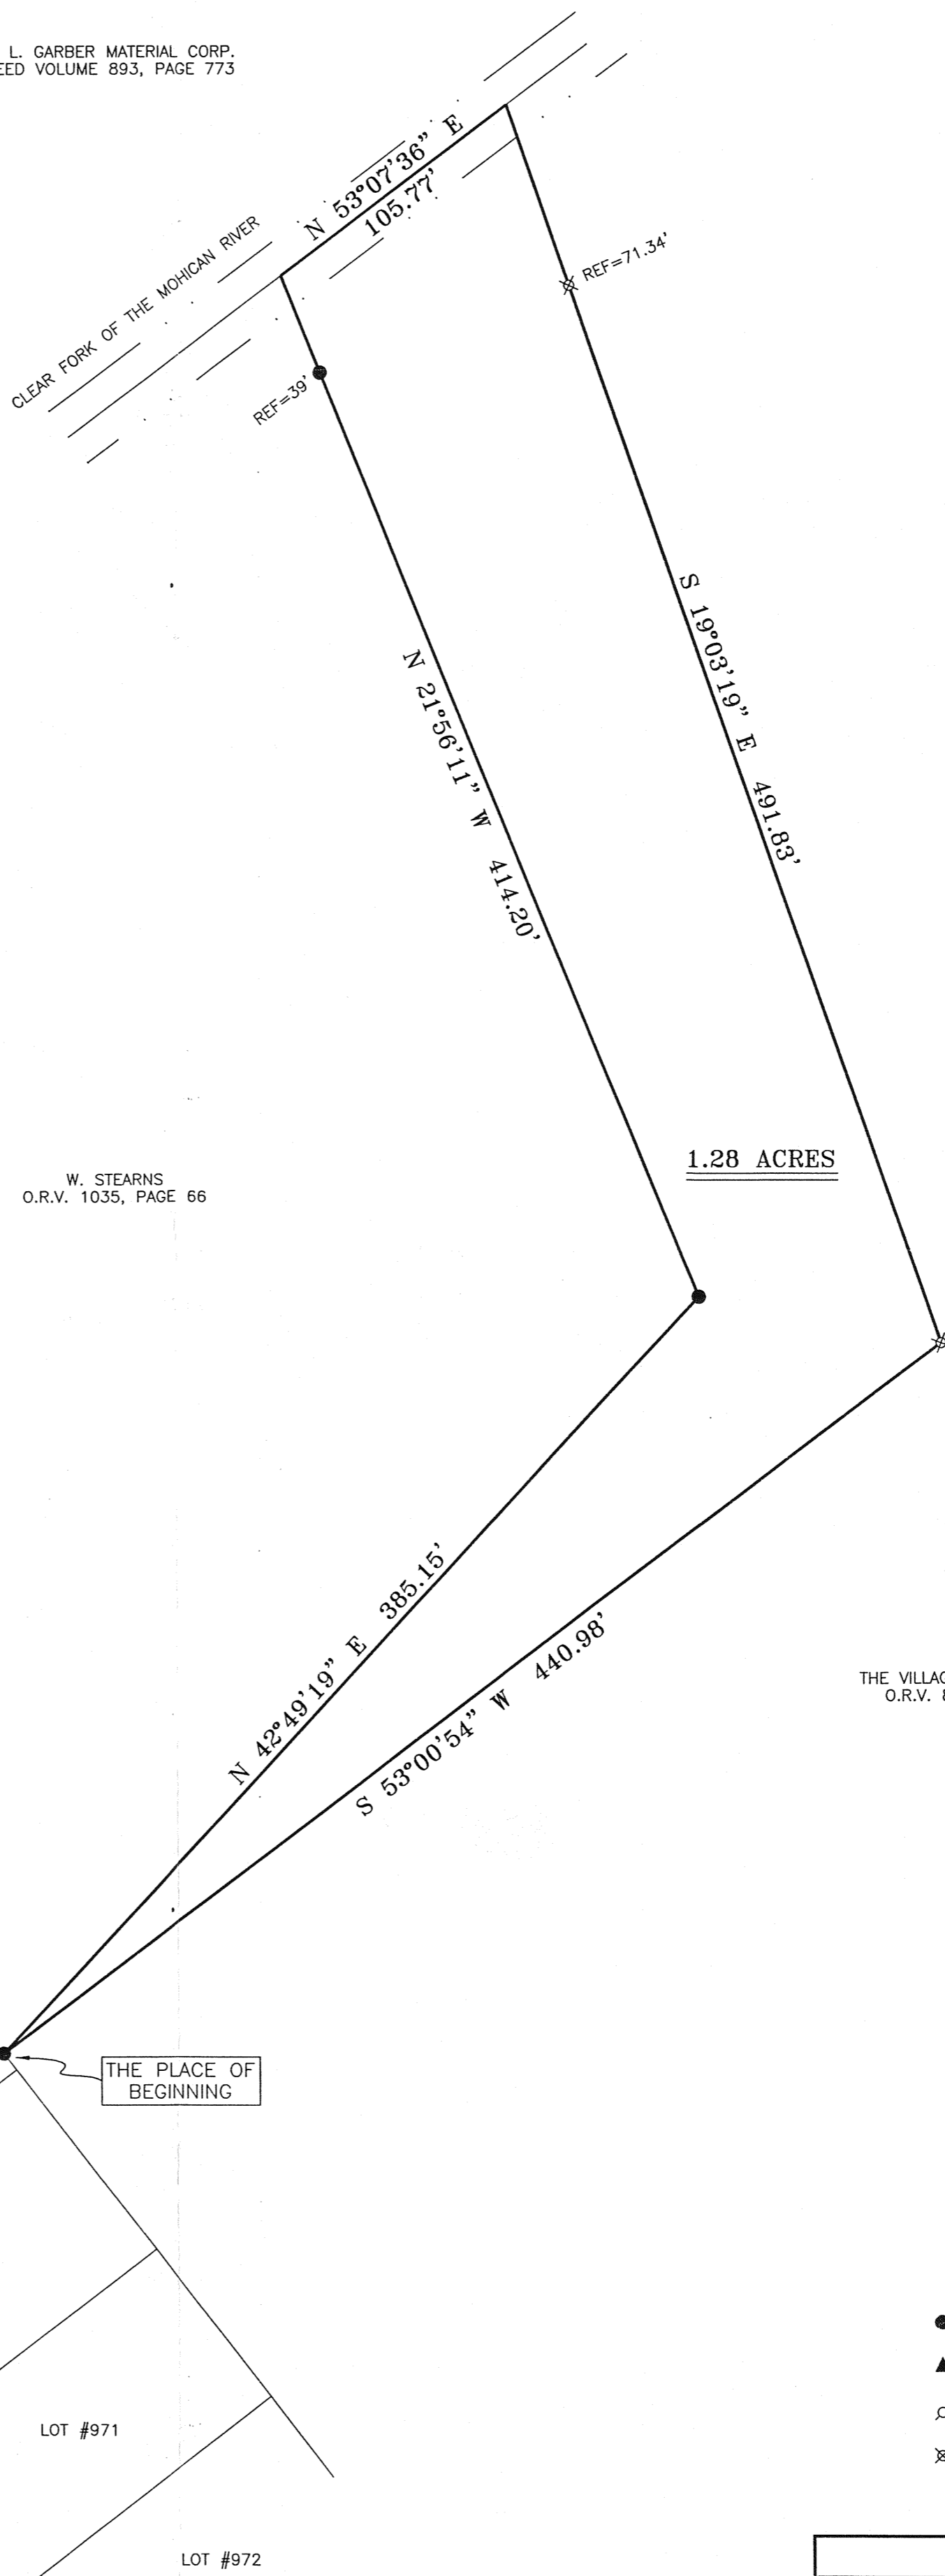 L. GARBER MATERIAL CORP.
EED VOLUME 893, PAGE 773
N 53°07'36" E
105.77'
CLEAR FORK OF THE MOHICAN RIVER
REF=71.34'
REF=39'
S 19°03'19" E 491.83'
N 21°56'11" W 414.20'
1.28 ACRES
W. STEARNS
O.R.V. 1035, PAGE 66
N 42°49'19" E 385.15'
S 53°00'54" W 440.98'
THE VILLAG
O.R.V. 8
THE PLACE OF
BEGINNING
LOT #971
LOT #972